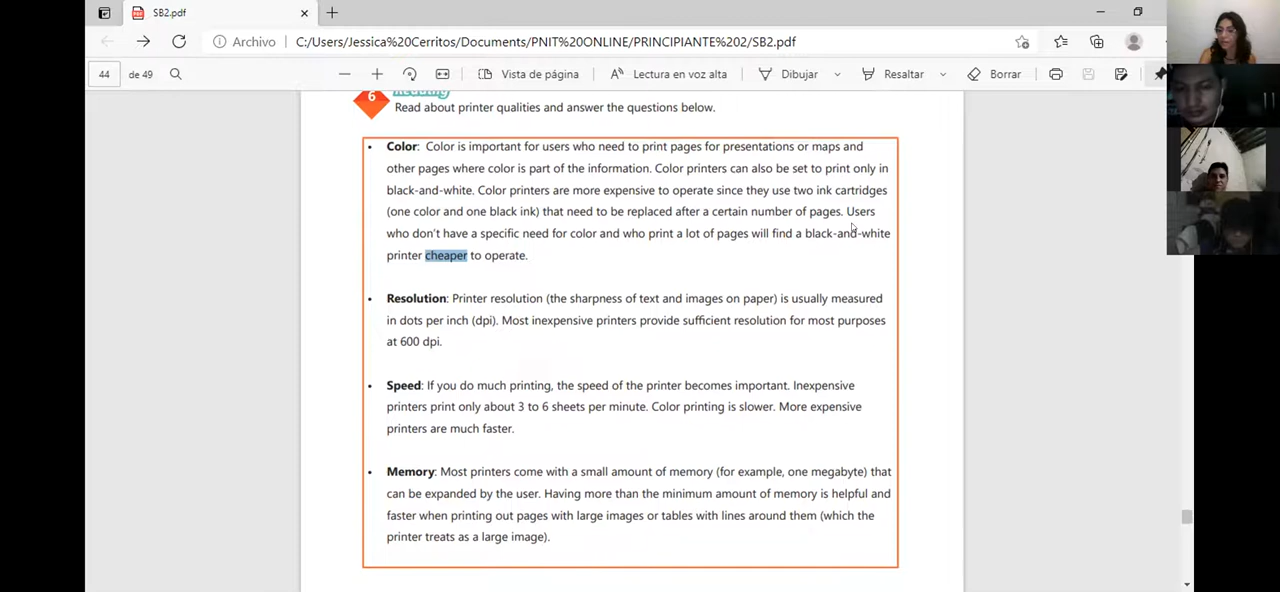 SB2.pdf
Archivo
C:/Users/Jessica%20Cerritos/Documents/PNIT%20ONLINE/PRINCIPIANTE%202/SB2.pdf
44
de 49
Vista de página
Lectura en voz alta
Dibujar
Resaltar
Borrar
6
Read about printer qualities and answer the questions below.
• Color: Color is important for users who need to print pages for presentations or maps and
other pages where color is part of the information. Color printers can also be set to print only in
black-and-white. Color printers are more expensive to operate since they use two ink cartridges
(one color and one black ink) that need to be replaced after a certain number of pages. Users
who don't have a specific need for color and who print a lot of pages will find a black-and-white
printer cheaper to operate.
• Resolution: Printer resolution (the sharpness of text and images on paper) is usually measured
in dots per inch (dpi). Most inexpensive printers provide sufficient resolution for most purposes
at 600 dpi.
• Speed: If you do much printing, the speed of the printer becomes important. Inexpensive
printers print only about 3 to 6 sheets per minute. Color printing is slower. More expensive
printers are much faster.
• Memory: Most printers come with a small amount of memory (for example, one megabyte) that
can be expanded by the user. Having more than the minimum amount of memory is helpful and
faster when printing out pages with large images or tables with lines around them (which the
printer treats as a large image).